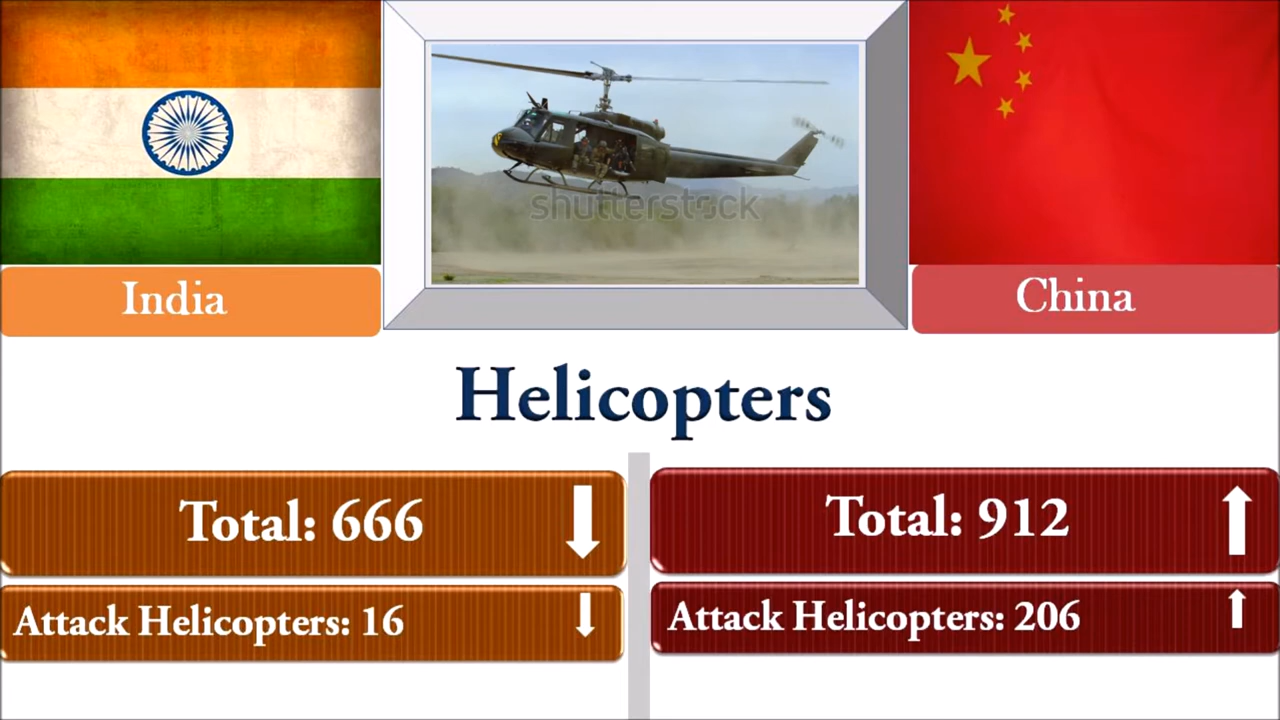 shutterstock
India
China
Helicopters
Total: 666
Total: 912
Attack Helicopters: 16
Attack Helicopters: 206